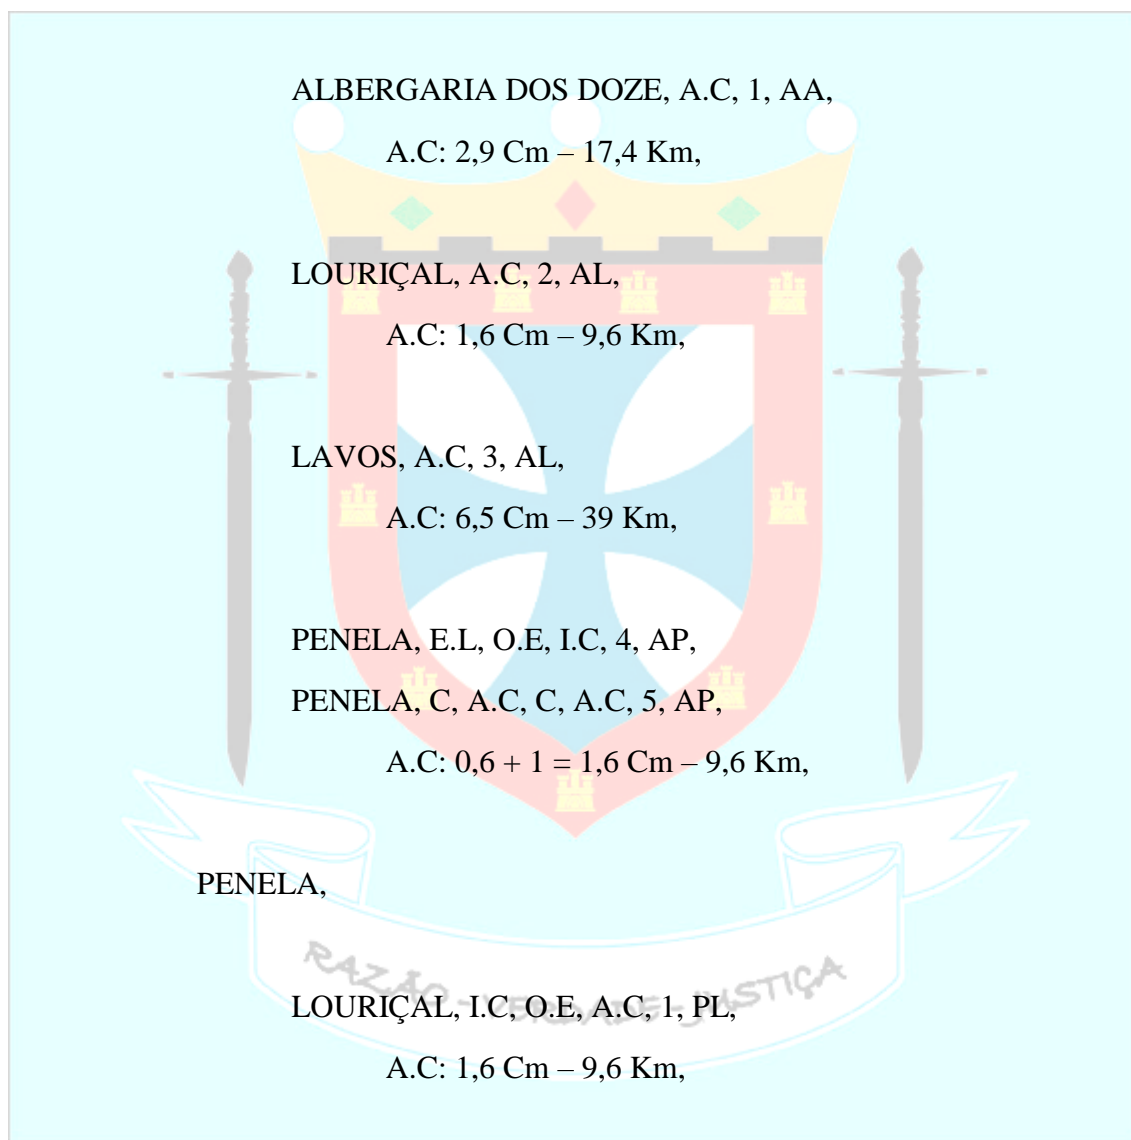 ALBERGARIA DOS DOZE, A.C, 1, AA,
A.C: 2,9 Cm – 17,4 Km,
LOURIÇAL, A.C, 2, AL,
A.C: 1,6 Cm – 9,6 Km,
LAVOS, A.C, 3, AL,
A.C: 6,5 Cm – 39 Km,
PENELA, E.L, O.E, I.C, 4, AP,
PENELA, C, A.C, C, A.C, 5, AP,
A.C: 0,6 + 1 = 1,6 Cm – 9,6 Km,
PENELA,
RAZÃO - VERDADE - JUSTIÇA
LOURIÇAL, I.C, O.E, A.C, 1, PL,
A.C: 1,6 Cm – 9,6 Km,